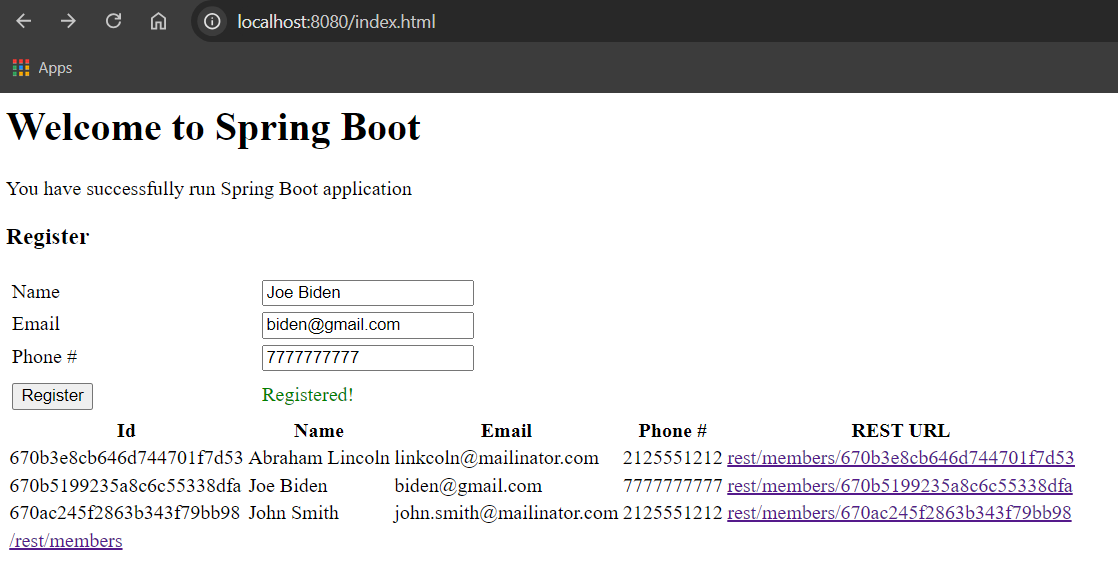 localhost:8080/index.html
Apps
Welcome to Spring Boot
You have successfully run Spring Boot application
Register
Name Joe Biden
Email biden@gmail.com
Phone # 7777777777
Register Registered!
Id Name Email Phone # REST URL
670b3e8cb646d744701f7d53 Abraham Lincoln linkcoln@mailinator.com 2125551212 rest/members/670b3e8cb646d744701f7d53
670b5199235a8c6c55338dfa Joe Biden biden@gmail.com 7777777777 rest/members/670b5199235a8c6c55338dfa
670ac245f2863b343f79bb98 John Smith john.smith@mailinator.com 2125551212 rest/members/670ac245f2863b343f79bb98
/rest/members